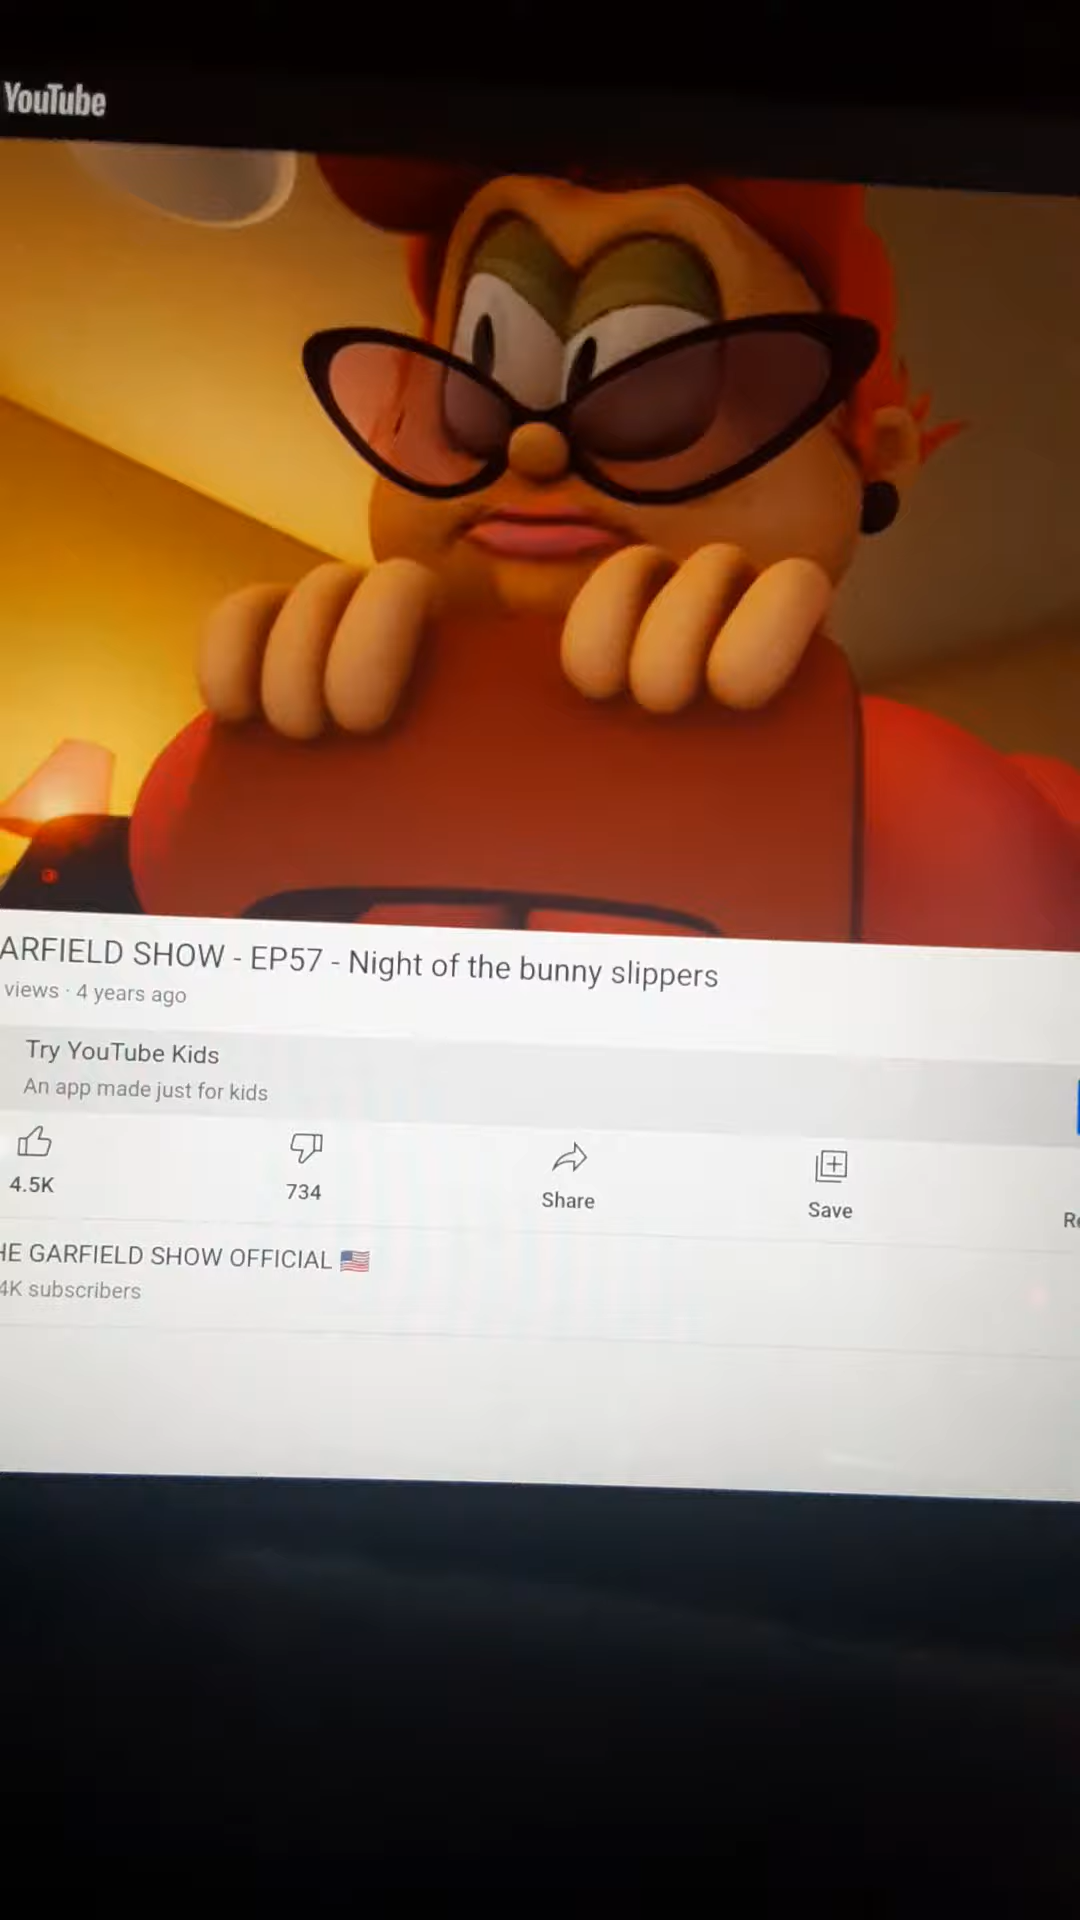 YouTube
ARFIELD SHOW - EP57 - Night of the bunny slippers
views · 4 years ago
Try YouTube Kids
An app made just for kids
4.5K
734
Share
Save
Re
HE GARFIELD SHOW OFFICIAL 🇺🇸
4K subscribers